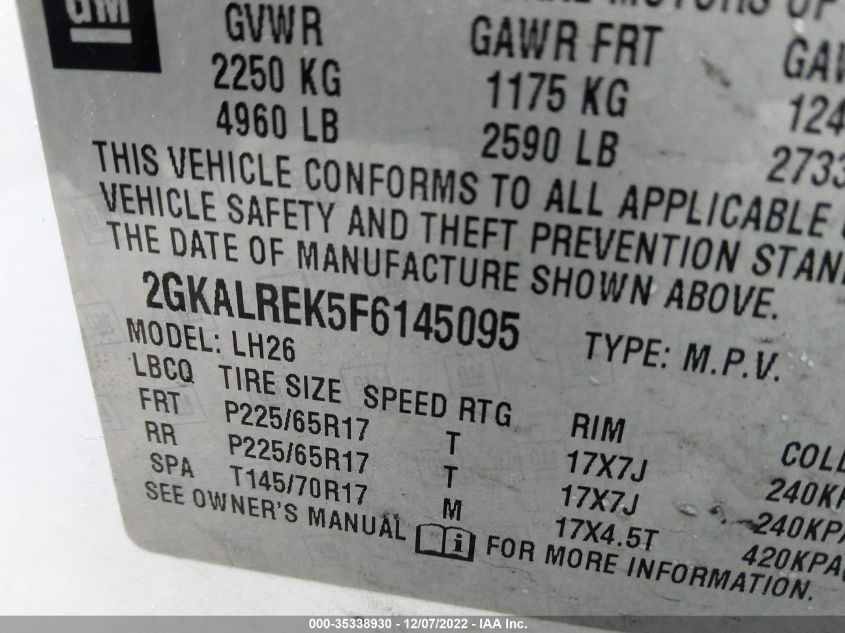 GM
MOTORS OF
GVWR GAWR FRT
2250 KG 1175 KG
4960 LB 2590 LB
THIS VEHICLE CONFORMS TO ALL APPLICABLE
VEHICLE SAFETY AND THEFT PREVENTION
THE DATE OF MANUFACTURE SHOWN ABOVE.
2GKALREK5F6145095 TYPE: M.P.V.
MODEL: LH26
LBCQ TIRE SIZE SPEED RTG RIM
FRT P225/65R17 T 17X7J 240KP
RR P225/65R17 T 17X7J 240KPA
SPA T145/70R17 M 17X4.5T 420KPA
SEE OWNER'S MANUAL i FOR MORE INFORMATION.
000-35338930 - 12/07/2022 - IAA Inc.